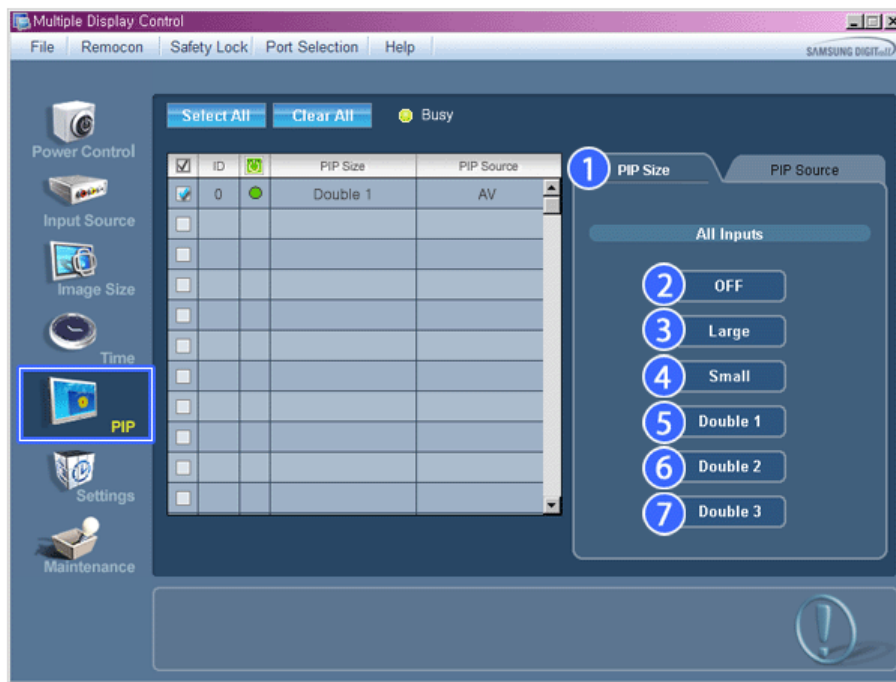 Multiple Display Control
File Remocon Safety Lock Port Selection Help
SAMSUNG DIGITall
Select All Clear All Busy
Power Control
Input Source
Image Size
Time
PIP
Settings
Maintenance
ID PIP Size PIP Source
0 Double 1 AV
1 PIP Size PIP Source
All Inputs
2 OFF
3 Large
4 Small
5 Double 1
6 Double 2
7 Double 3